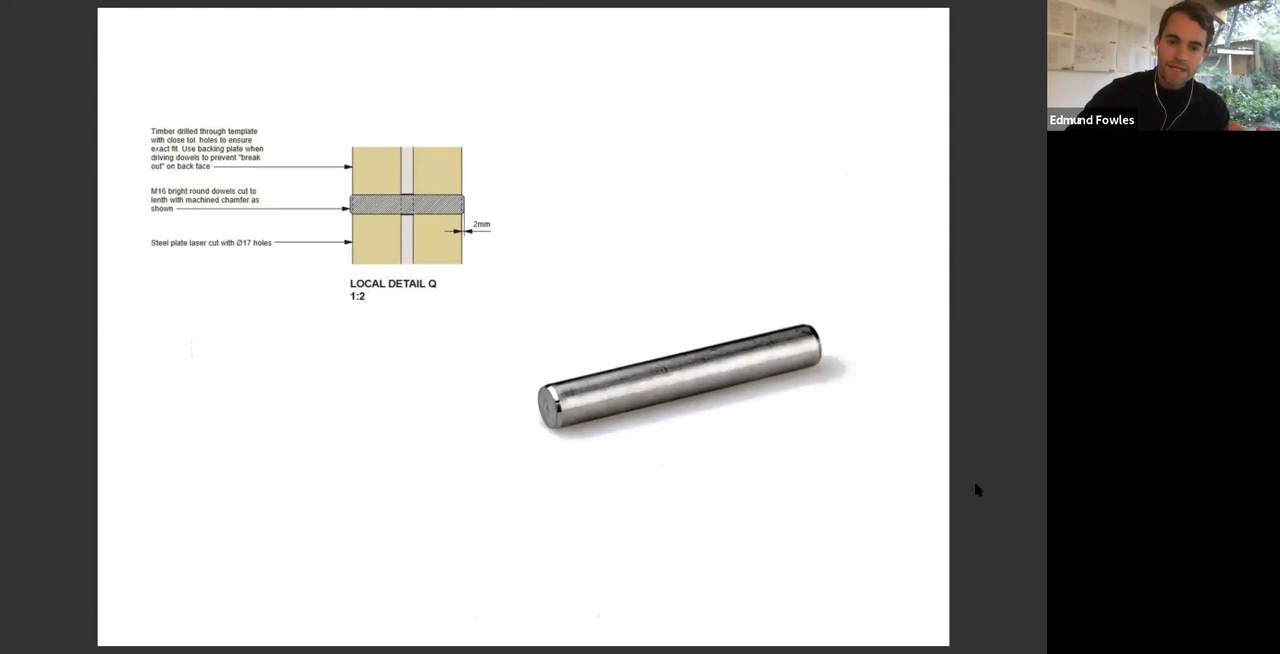 Timber drilled through template
with close tol. holes to ensure
exact fit. Use backing plate when
driving dowels to prevent "break
out" on back face
M16 bright round dowels cut to
lenth with machined chamfer as
shown
Steel plate laser cut with Ø17 holes
2mm
LOCAL DETAIL Q
1:2
Edmund Fowles